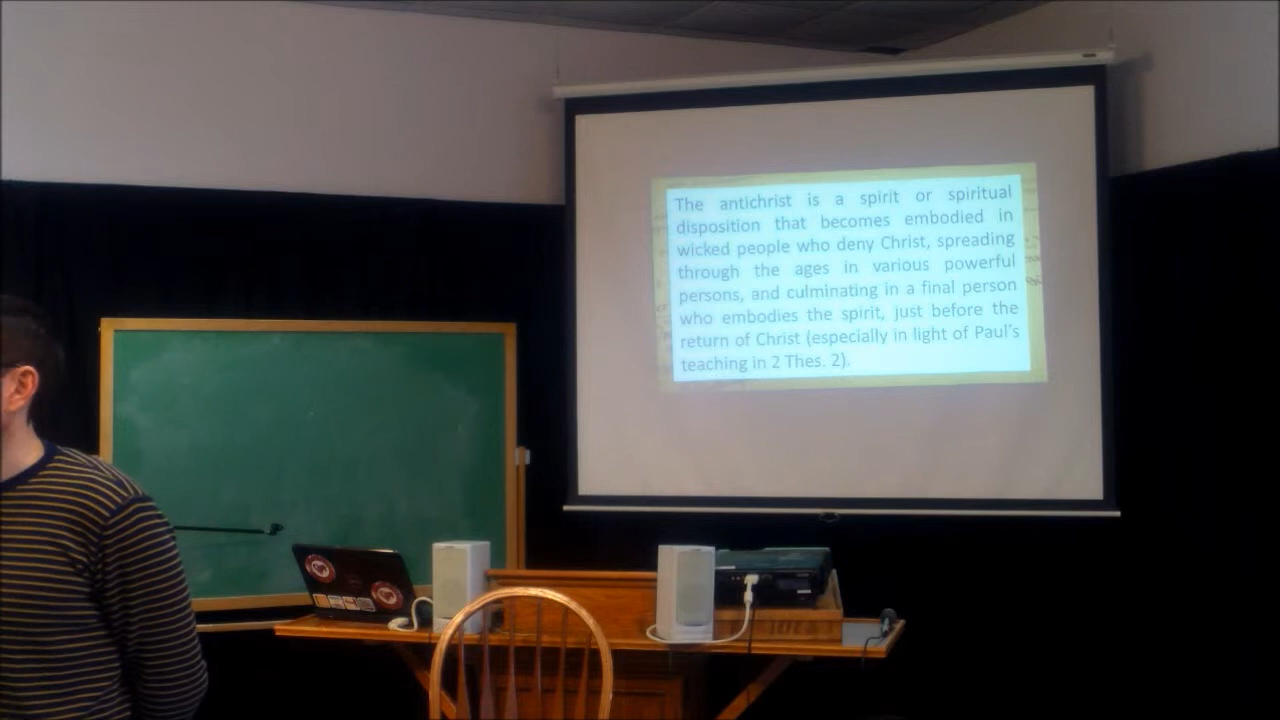 The antichrist is a spirit or spiritual
disposition that becomes embodied in
wicked people who deny Christ, spreading
through the ages in various powerful
persons, and culminating in a final person
who embodies the spirit, just before the
return of Christ (especially in light of Paul's
teaching in 2 Thes. 2).